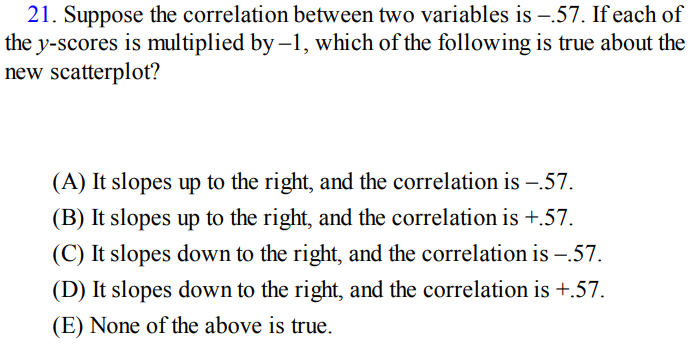 21. Suppose the correlation between two variables is –.57. If each of
the y-scores is multiplied by –1, which of the following is true about the
new scatterplot?
(A) It slopes up to the right, and the correlation is –.57.
(B) It slopes up to the right, and the correlation is +.57.
(C) It slopes down to the right, and the correlation is –.57.
(D) It slopes down to the right, and the correlation is +.57.
(E) None of the above is true.